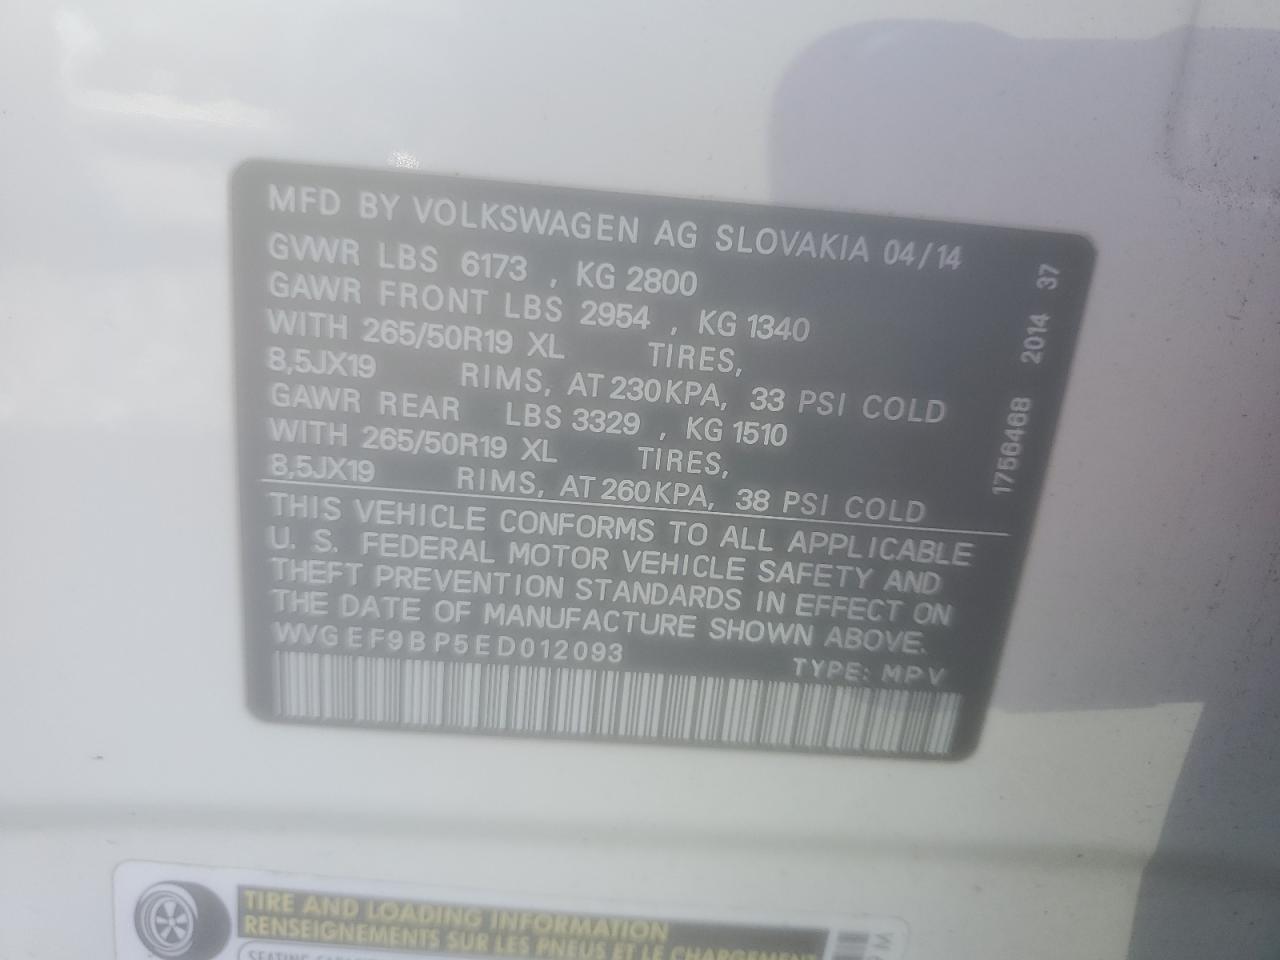 MFD BY VOLKSWAGEN AG SLOVAKIA 04/14
GVWR LBS 6173 , KG 2800
GAWR FRONT LBS 2954 , KG 1340
WITH 265/50R19 XL TIRES,
8,5JX19 RIMS, AT 230KPA, 33 PSI COLD
GAWR REAR LBS 3329 , KG 1510
WITH 265/50R19 XL TIRES,
8,5JX19 RIMS, AT 260KPA, 38 PSI COLD
THIS VEHICLE CONFORMS TO ALL APPLICABLE
U. S. FEDERAL MOTOR VEHICLE SAFETY AND
THEFT PREVENTION STANDARDS IN EFFECT ON
THE DATE OF MANUFACTURE SHOWN ABOVE.
WVGEF9BP5ED012093 TYPE: MPV
1756468 2014 37
TIRE AND LOADING INFORMATION
RENSEIGNEMENTS SUR LES PNEUS ET LE CHARGEMENT